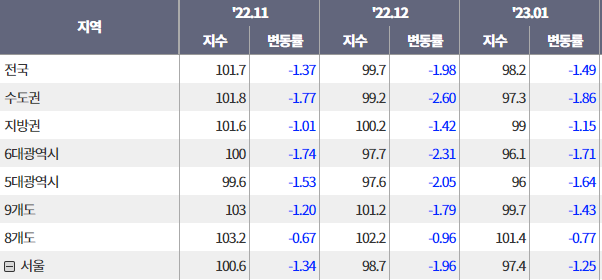 지역 '22.11 '22.12 '23.01
지수 변동률 지수 변동률 지수 변동률
전국 101.7 -1.37 99.7 -1.98 98.2 -1.49
수도권 101.8 -1.77 99.2 -2.60 97.3 -1.86
지방권 101.6 -1.01 100.2 -1.42 99 -1.15
6대광역시 100 -1.74 97.7 -2.31 96.1 -1.71
5대광역시 99.6 -1.53 97.6 -2.05 96 -1.64
9개도 103 -1.20 101.2 -1.79 99.7 -1.43
8개도 103.2 -0.67 102.2 -0.96 101.4 -0.77
서울 100.6 -1.34 98.7 -1.96 97.4 -1.25